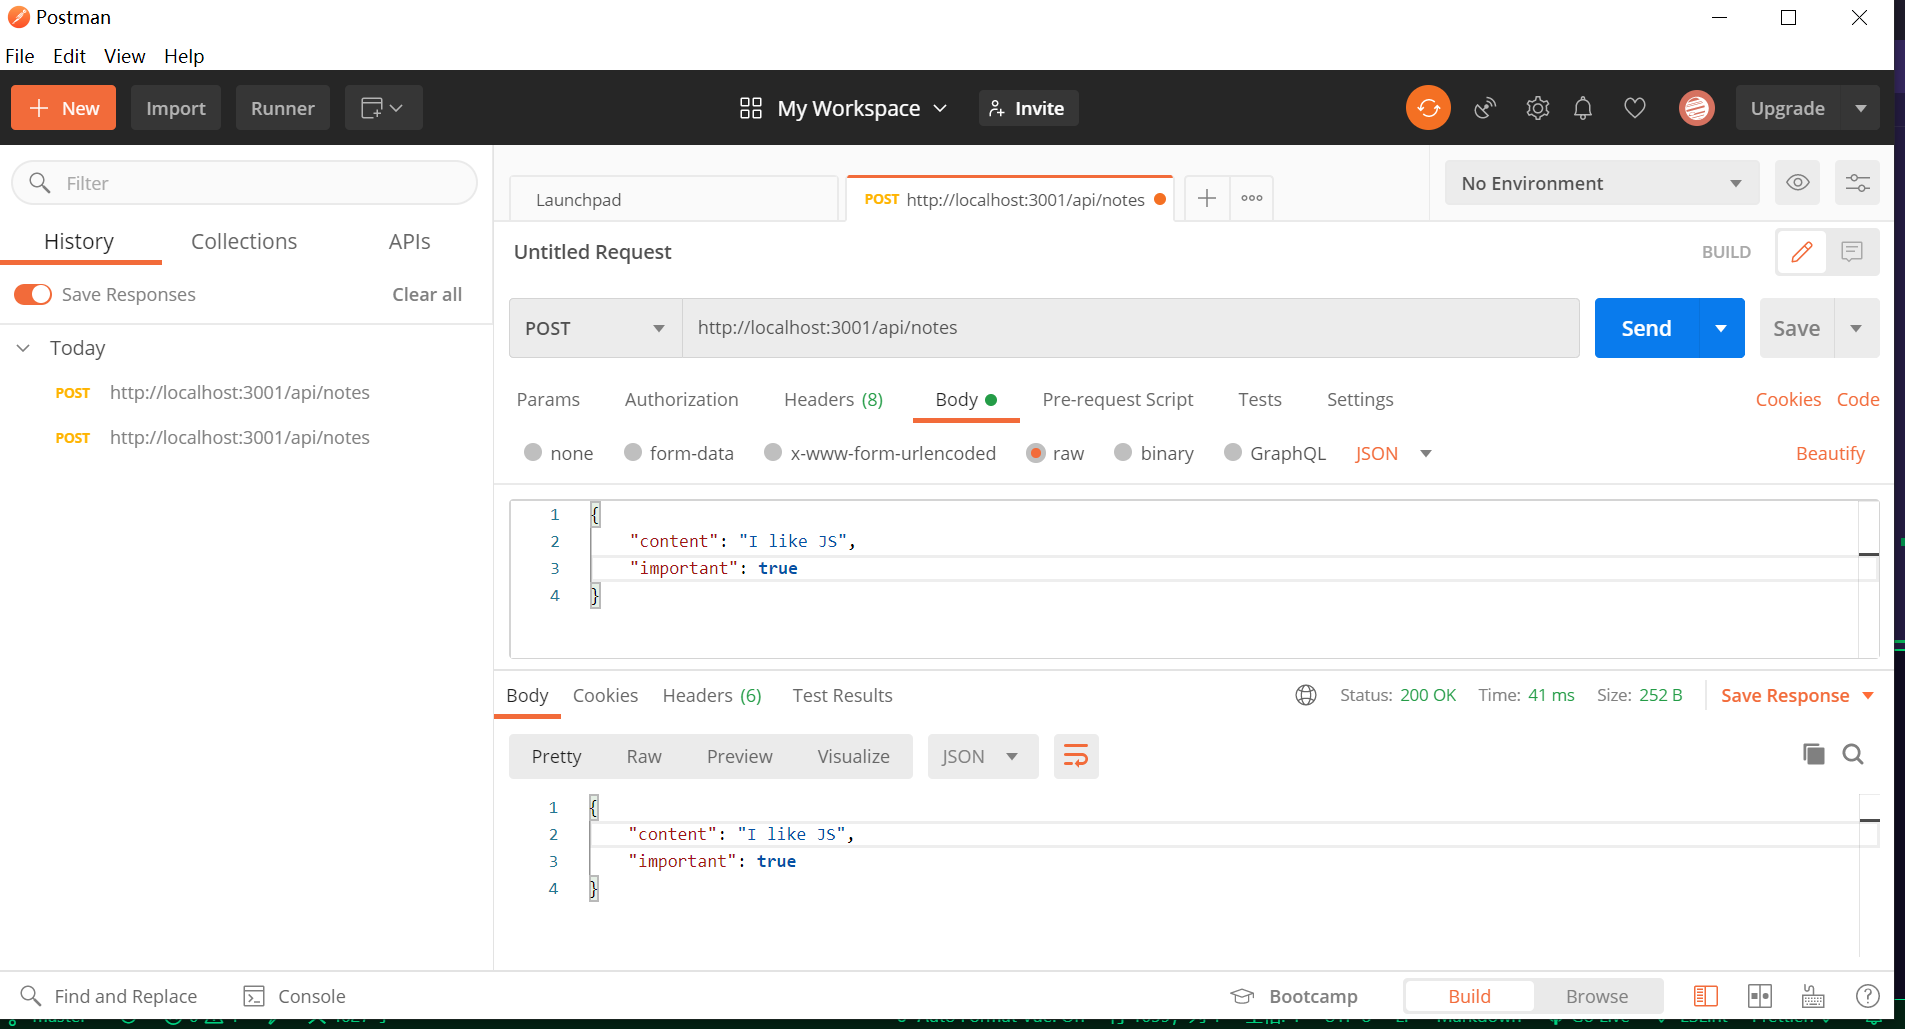 Postman
File Edit View Help
New Import Runner My Workspace Invite Upgrade
Filter
Launchpad POST http://localhost:3001/api/notes No Environment
History Collections APIs
Untitled Request BUILD
Save Responses Clear all
POST http://localhost:3001/api/notes Send Save
Today
POST http://localhost:3001/api/notes
POST http://localhost:3001/api/notes
Params Authorization Headers (8) Body Pre-request Script Tests Settings Cookies Code
none form-data x-www-form-urlencoded raw binary GraphQL JSON Beautify
1 {
2 "content": "I like JS",
3 "important": true
4 }
Body Cookies Headers (6) Test Results Status: 200 OK Time: 41 ms Size: 252 B Save Response
Pretty Raw Preview Visualize JSON
1 {
2 "content": "I like JS",
3 "important": true
4 }
Find and Replace Console Bootcamp Build Browse